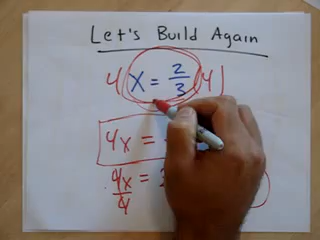 Let's Build Again
4(x = 2/3)4
4x =
4x/4 =